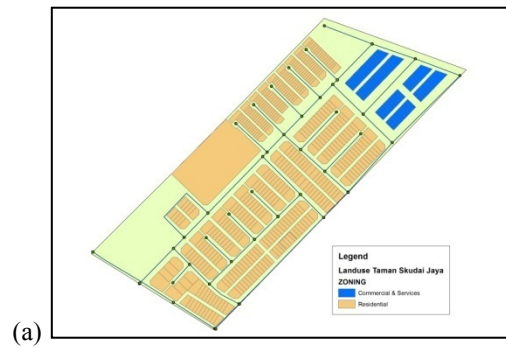 Legend
Landuse Taman Skudai Jaya
ZONING
Commercial & Services
Residential
(a)